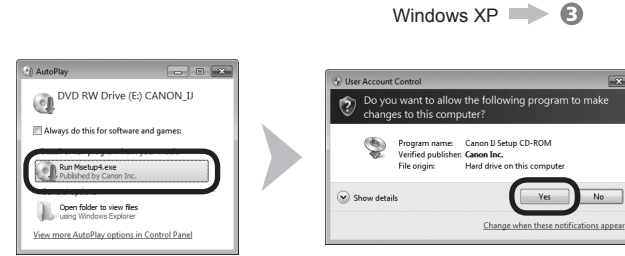 Windows XP 3
AutoPlay
DVD RW Drive (E:) CANON_IJ
Always do this for software and games:
Run Msetup4.exe
Published by Canon Inc.
Open folder to view files
using Windows Explorer
View more AutoPlay options in Control Panel
User Account Control
Do you want to allow the following program to make
changes to this computer?
Program name: Canon IJ Setup CD-ROM
Verified publisher: Canon Inc.
File origin: Hard drive on this computer
Show details
Yes
No
Change when these notifications appear